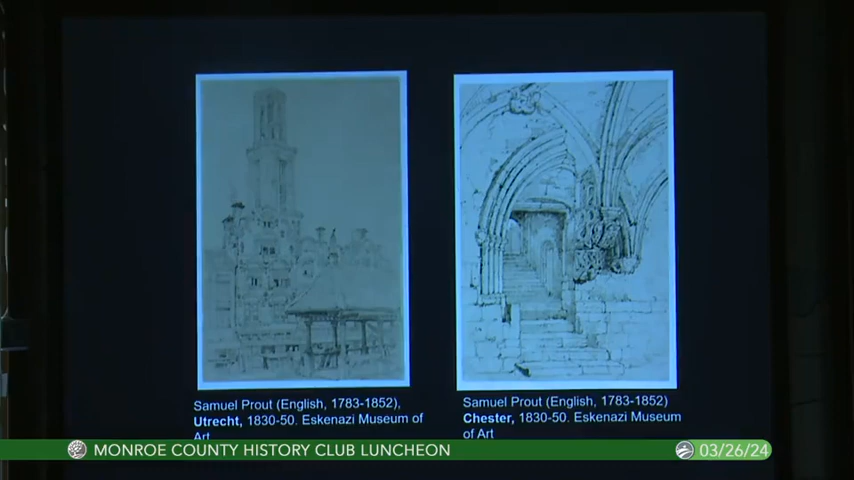 Samuel Prout (English, 1783-1852),
Utrecht, 1830-50. Eskenazi Museum of
Art
Samuel Prout (English, 1783-1852)
Chester, 1830-50. Eskenazi Museum
of Art
MONROE COUNTY HISTORY CLUB LUNCHEON
03/26/24